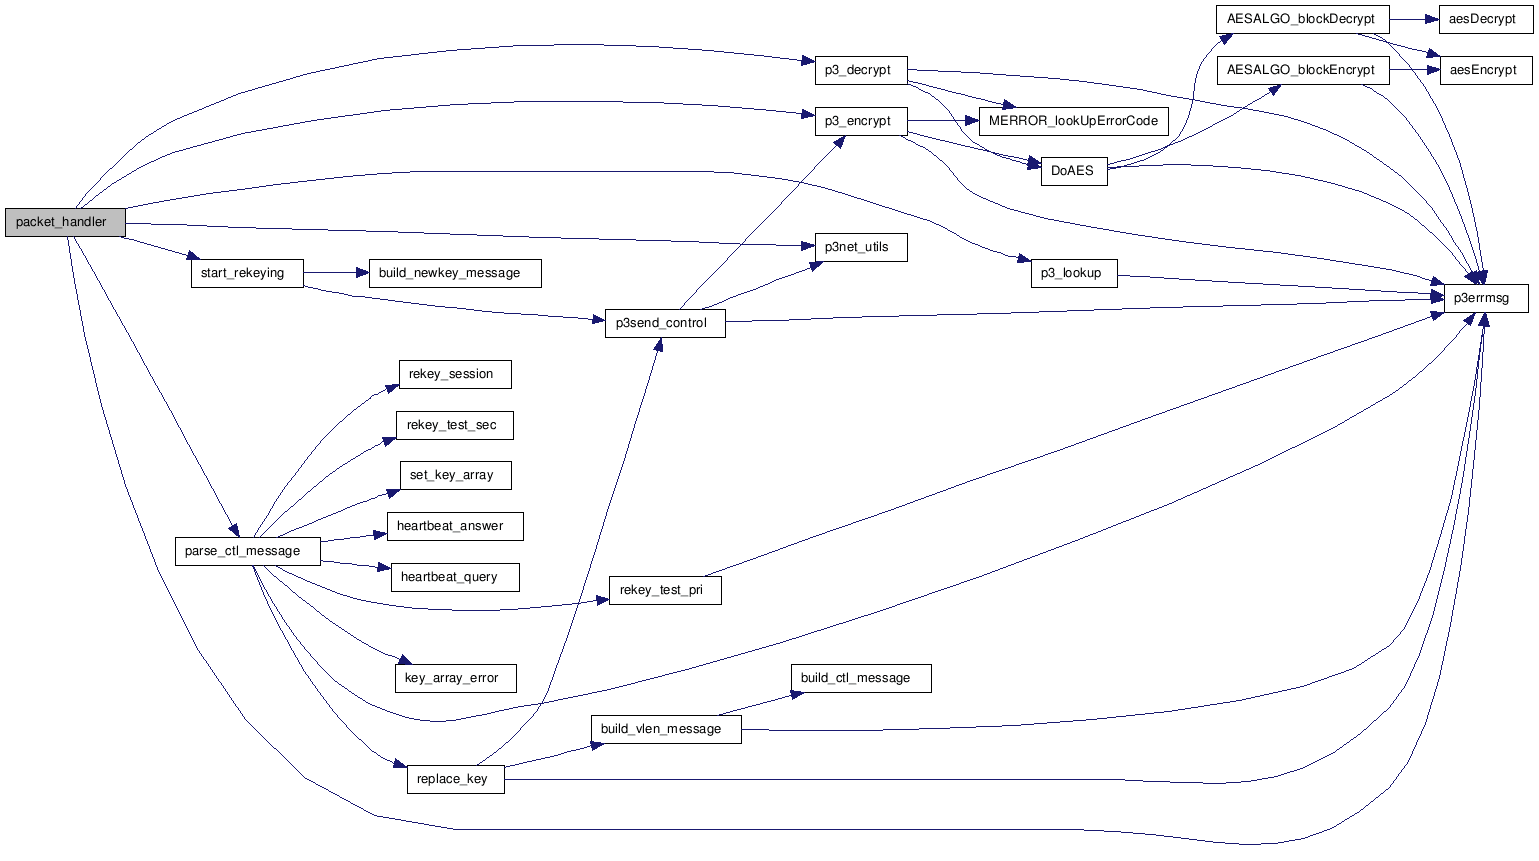 AESALGO_blockDecrypt
aesDecrypt
p3_decrypt
AESALGO_blockEncrypt
aesEncrypt
p3_encrypt
MERROR_lookUpErrorCode
DoAES
packet_handler
p3net_utils
start_rekeying
build_newkey_message
p3_lookup
p3errmsg
p3send_control
rekey_session
rekey_test_sec
set_key_array
heartbeat_answer
parse_ctl_message
heartbeat_query
rekey_test_pri
key_array_error
build_ctl_message
build_vlen_message
replace_key